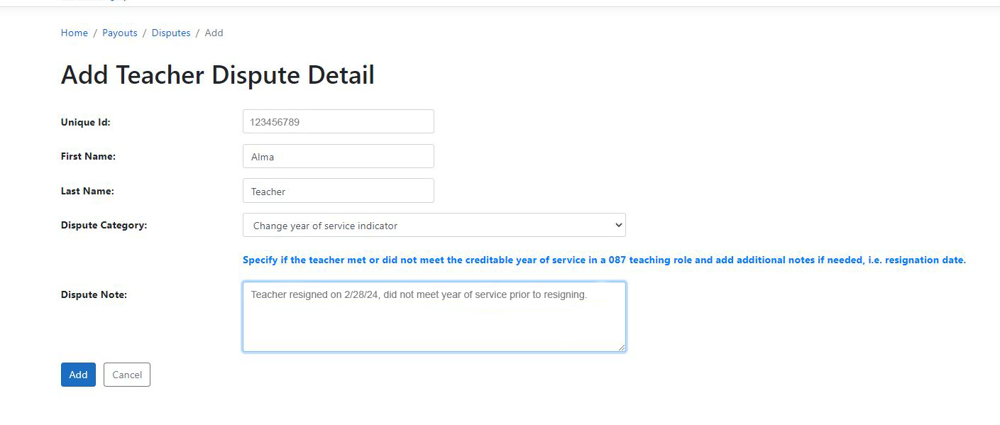 Home / Payouts / Disputes / Add
Add Teacher Dispute Detail
Unique Id:
123456789
First Name:
Alma
Last Name:
Teacher
Dispute Category:
Change year of service indicator
Specify if the teacher met or did not meet the creditable year of service in a 087 teaching role and add additional notes if needed, i.e. resignation date.
Dispute Note:
Teacher resigned on 2/28/24, did not meet year of service prior to resigning.
Add
Cancel